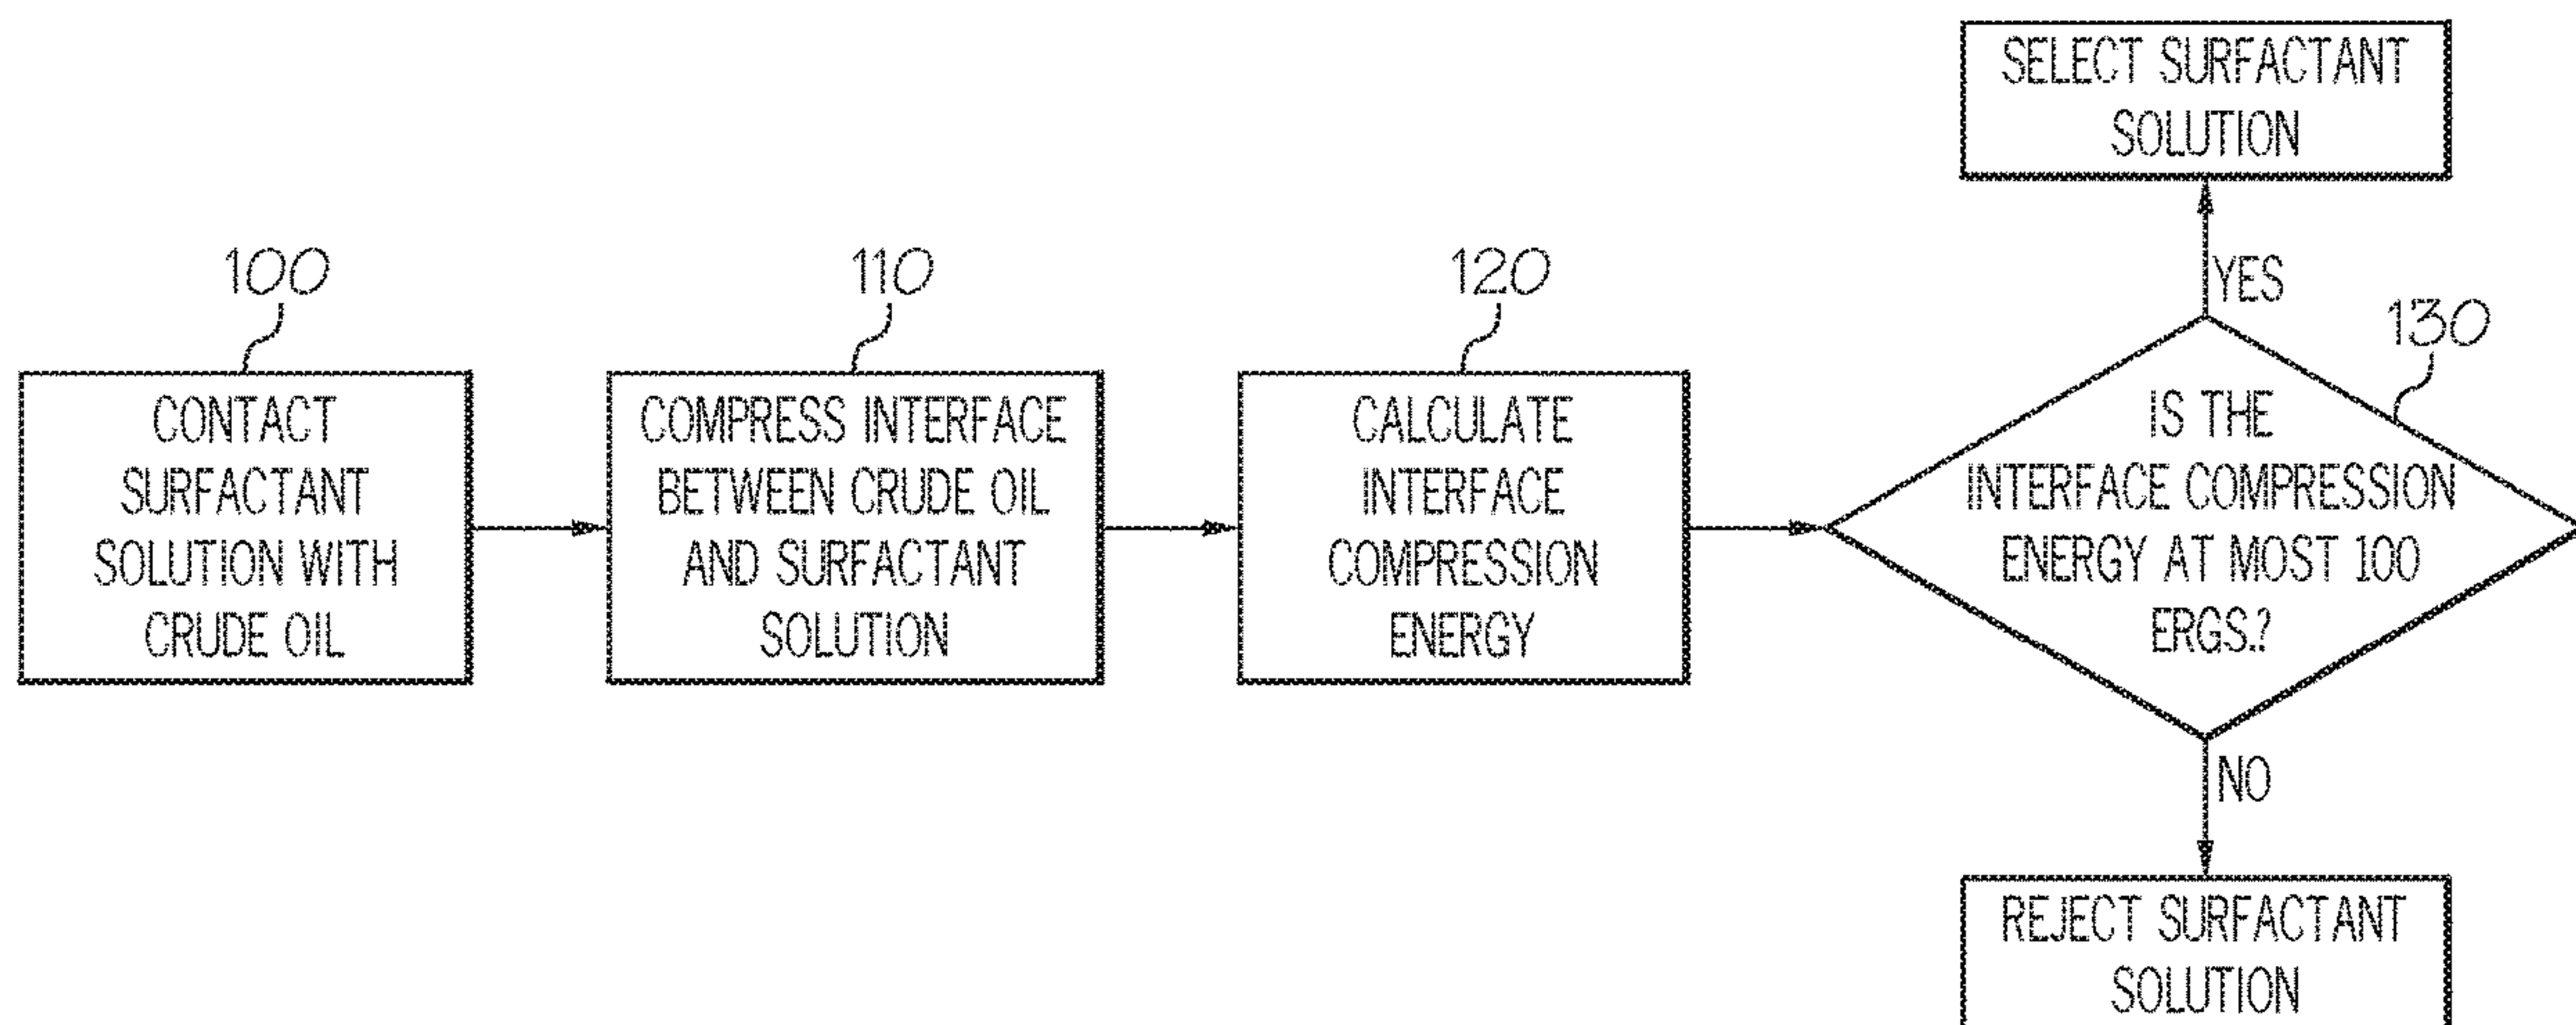 100
CONTACT
SURFACTANT
SOLUTION WITH
CRUDE OIL
110
COMPRESS INTERFACE
BETWEEN CRUDE OIL
AND SURFACTANT
SOLUTION
120
CALCULATE
INTERFACE
COMPRESSION
ENERGY
130
IS THE
INTERFACE COMPRESSION
ENERGY AT MOST 100
ERGS.?
YES
SELECT SURFACTANT
SOLUTION
NO
REJECT SURFACTANT
SOLUTION